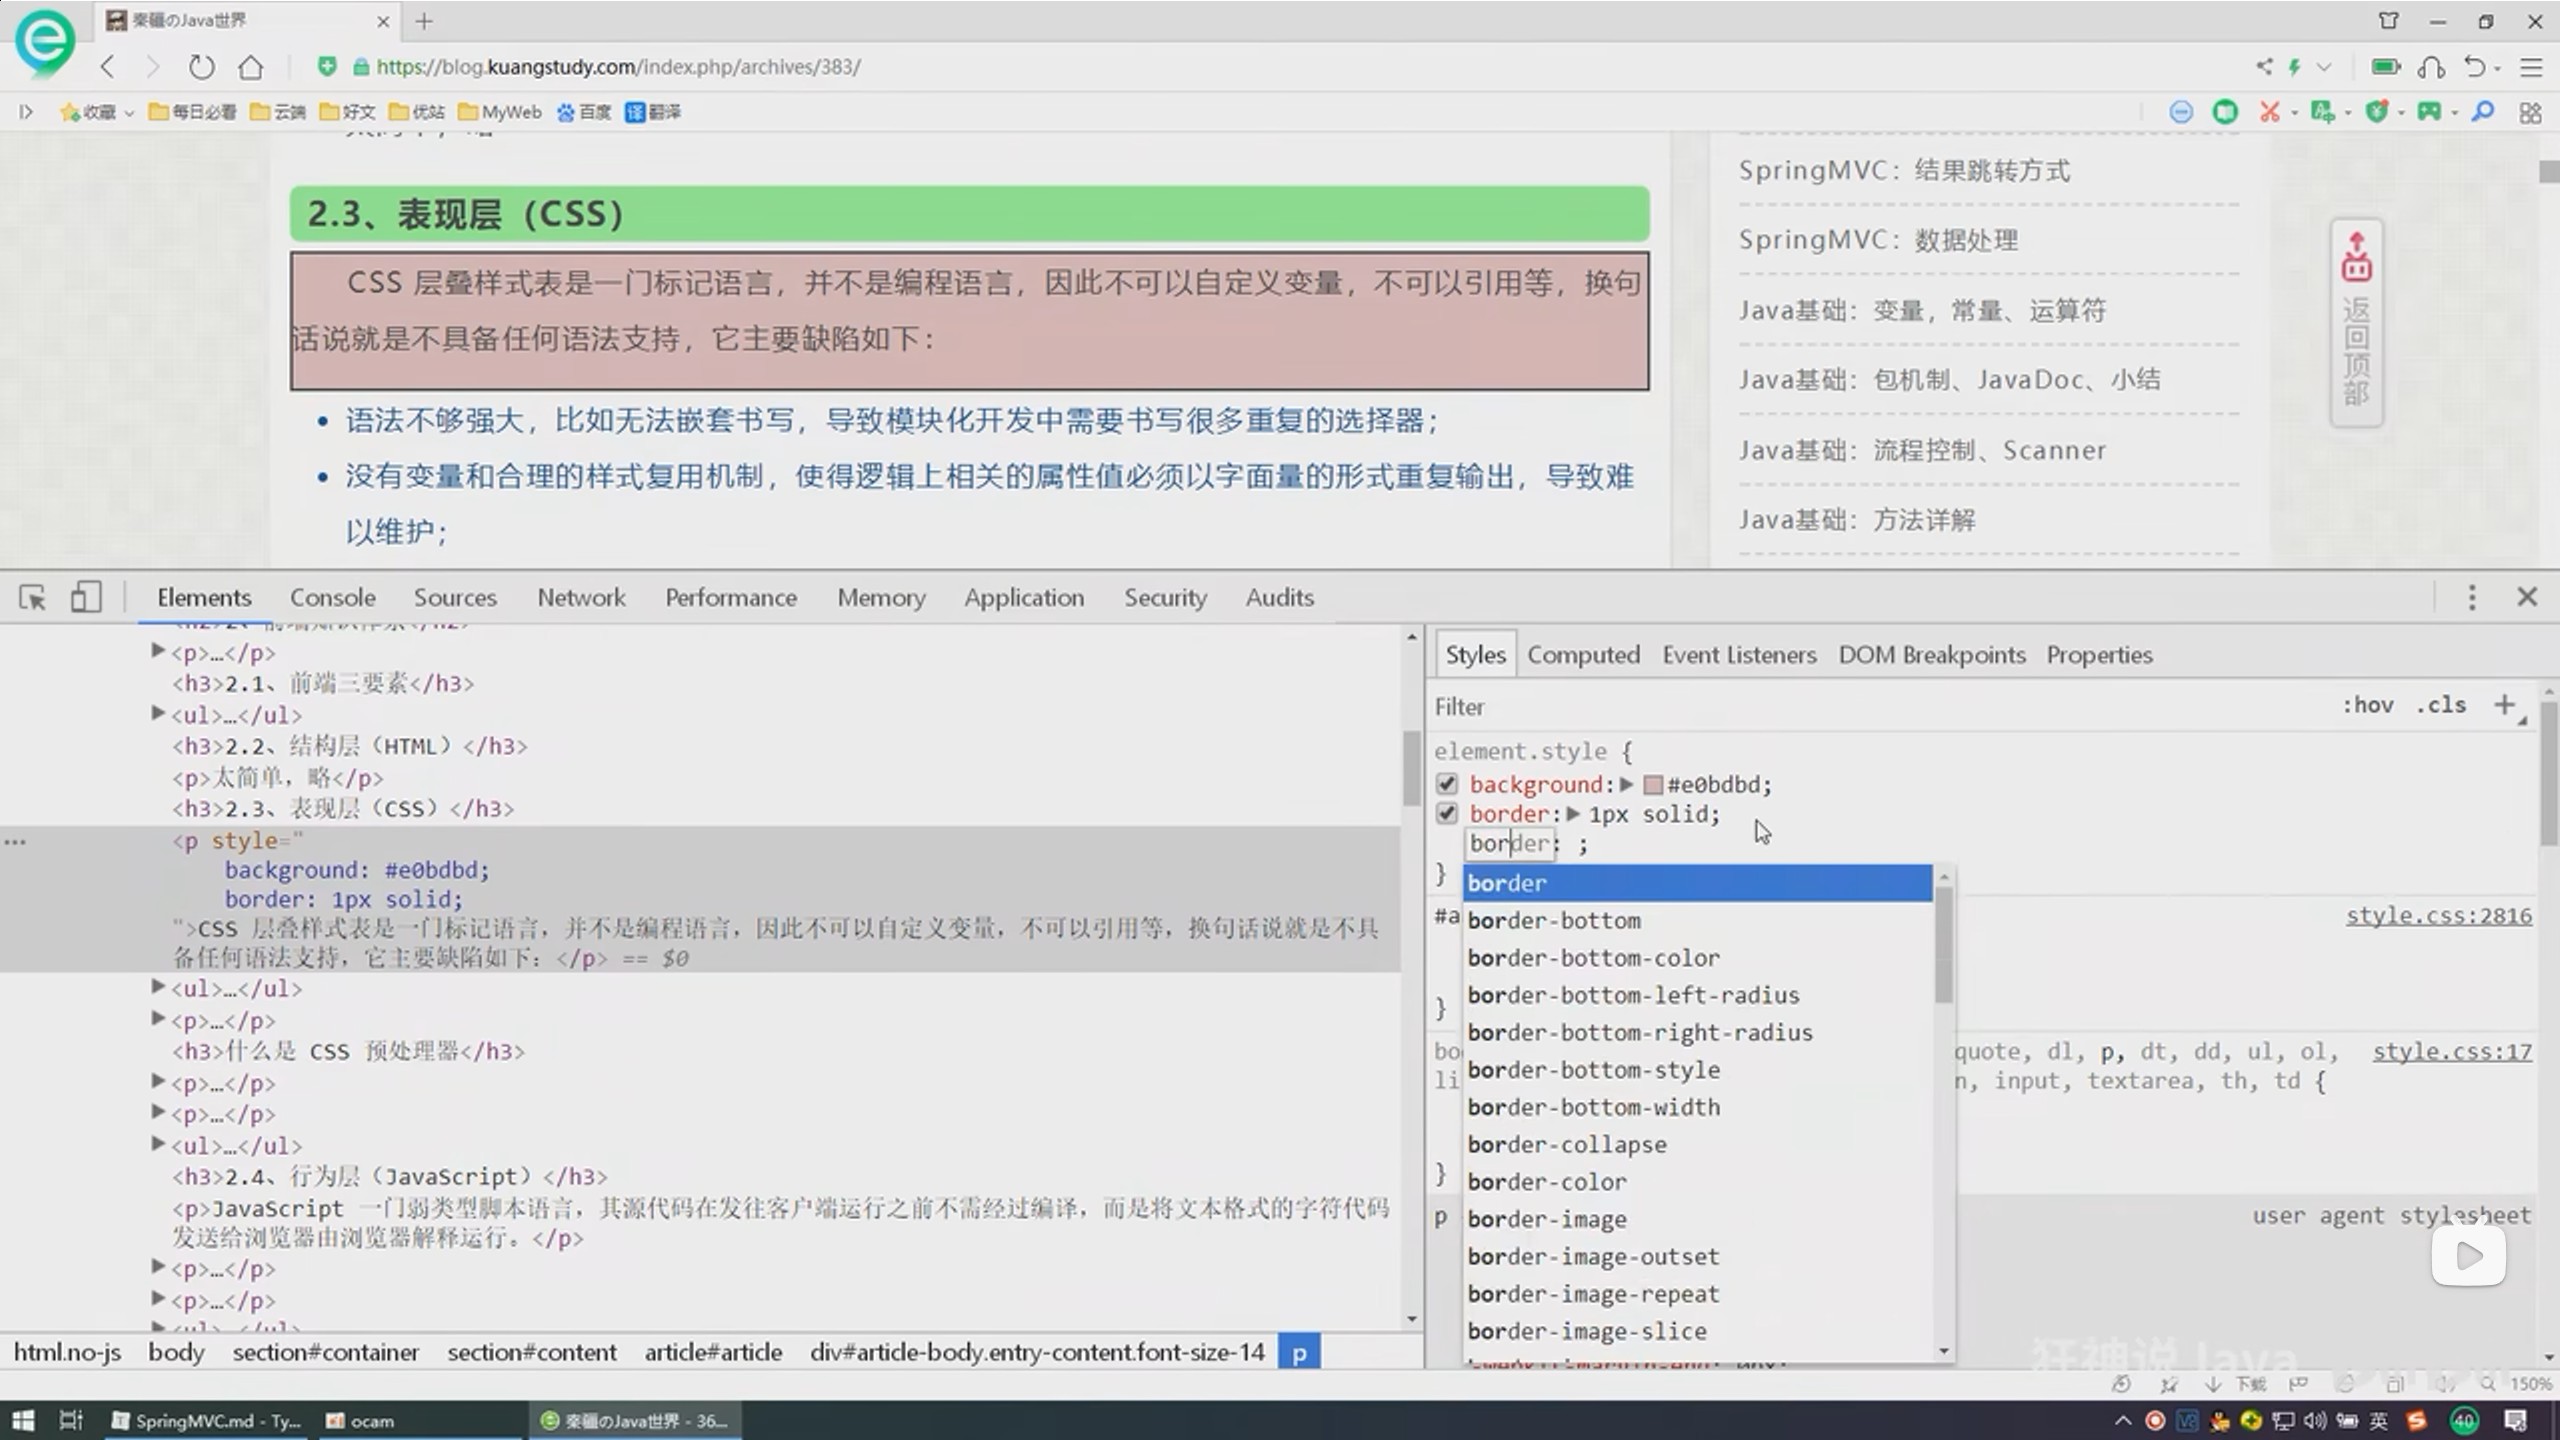 秦疆のJava世界
https://blog.kuangstudy.com/index.php/archives/383/
收藏 每日必看 云端 好文 优站 MyWeb 百度 译 翻译
2.3、表现层（CSS）
CSS 层叠样式表是一门标记语言，并不是编程语言，因此不可以自定义变量，不可以引用等，换句
话说就是不具备任何语法支持，它主要缺陷如下：
语法不够强大，比如无法嵌套书写，导致模块化开发中需要书写很多重复的选择器；
没有变量和合理的样式复用机制，使得逻辑上相关的属性值必须以字面量的形式重复输出，导致难
以维护；
SpringMVC：结果跳转方式
SpringMVC：数据处理
Java基础：变量，常量、运算符
Java基础：包机制、JavaDoc、小结
Java基础：流程控制、Scanner
Java基础：方法详解
返回顶部
Elements Console Sources Network Performance Memory Application Security Audits
<p>…</p>
<h3>2.1、前端三要素</h3>
<ul>…</ul>
<h3>2.2、结构层（HTML）</h3>
<p>太简单，略</p>
<h3>2.3、表现层（CSS）</h3>
<p style="
background: #e0bdbd;
border: 1px solid;
">CSS 层叠样式表是一门标记语言，并不是编程语言，因此不可以自定义变量，不可以引用等，换句话说就是不具
备任何语法支持，它主要缺陷如下：</p> == $0
<ul>…</ul>
<p>…</p>
<h3>什么是 CSS 预处理器</h3>
<p>…</p>
<p>…</p>
<ul>…</ul>
<h3>2.4、行为层（JavaScript）</h3>
<p>JavaScript 一门弱类型脚本语言，其源代码在发往客户端运行之前不需经过编译，而是将文本格式的字符代码
发送给浏览器由浏览器解释运行。</p>
<p>…</p>
<p>…</p>
html.no-js body section#container section#content article#article div#article-body.entry-content.font-size-14 p
Styles Computed Event Listeners DOM Breakpoints Properties
Filter :hov .cls +
element.style {
background: #e0bdbd;
border: 1px solid;
border: ;
}
border
border-bottom
border-bottom-color
border-bottom-left-radius
border-bottom-right-radius
border-bottom-style
border-bottom-width
border-collapse
border-color
border-image
border-image-outset
border-image-repeat
border-image-slice
#a style.css:2816
}
quote, dl, p, dt, dd, ul, ol, style.css:17
li n, input, textarea, th, td {
}
p user agent stylesheet
狂神说 Java
下载 150%
SpringMVC.md - Ty... ocam 秦疆のJava世界 - 36... 英 40